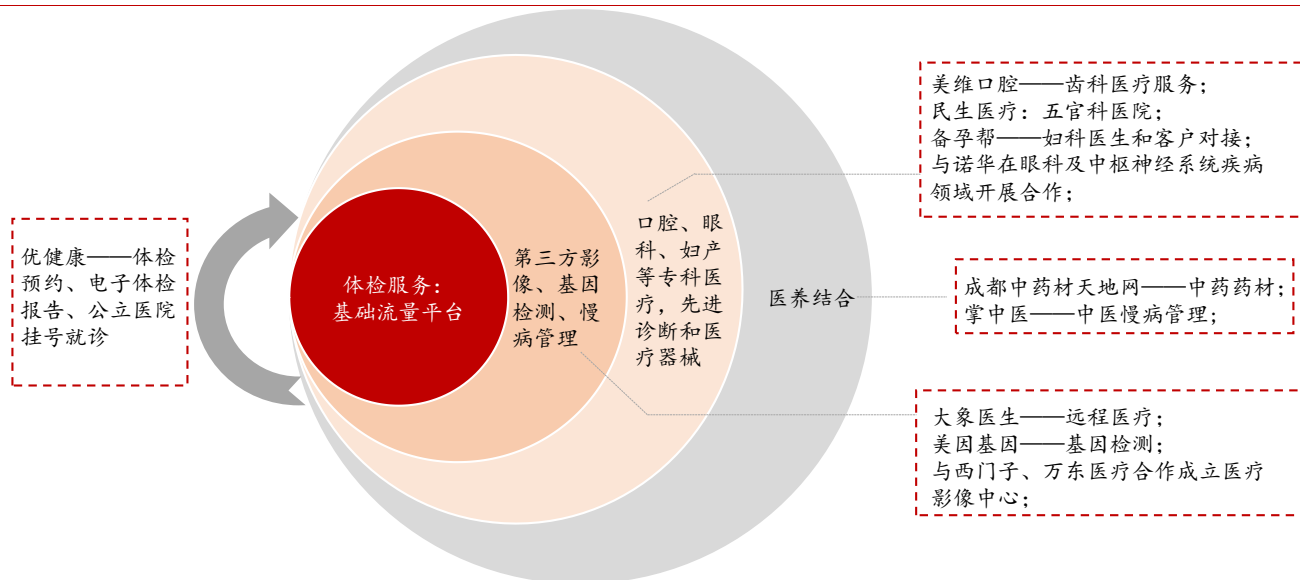 优健康——体检
预约、电子体检
报告、公立医院
挂号就诊
体检服务：
基础流量平台
第三方影
像、基因
检测、慢
病管理
口腔、眼
科、妇产
等专科医
疗，先进
诊断和医
疗器械
医养结合
美维口腔——齿科医疗服务；
民生医疗：五官科医院；
备孕帮——妇科医生和客户对接；
与诺华在眼科及中枢神经系统疾病
领域开展合作；
成都中药材天地网——中药药材；
掌中医——中医慢病管理；
大象医生——远程医疗；
美因基因——基因检测；
与西门子、万东医疗合作成立医疗
影像中心；